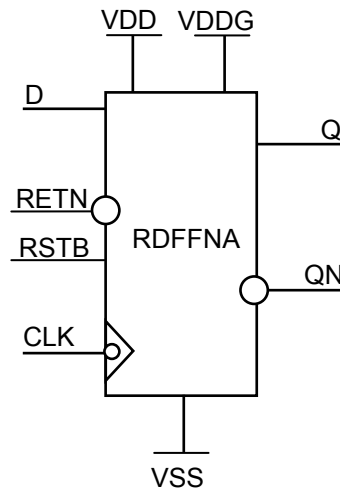 VDD VDDG
D
Q
RETN
RDFFNA
RSTB
QN
CLK
VSS